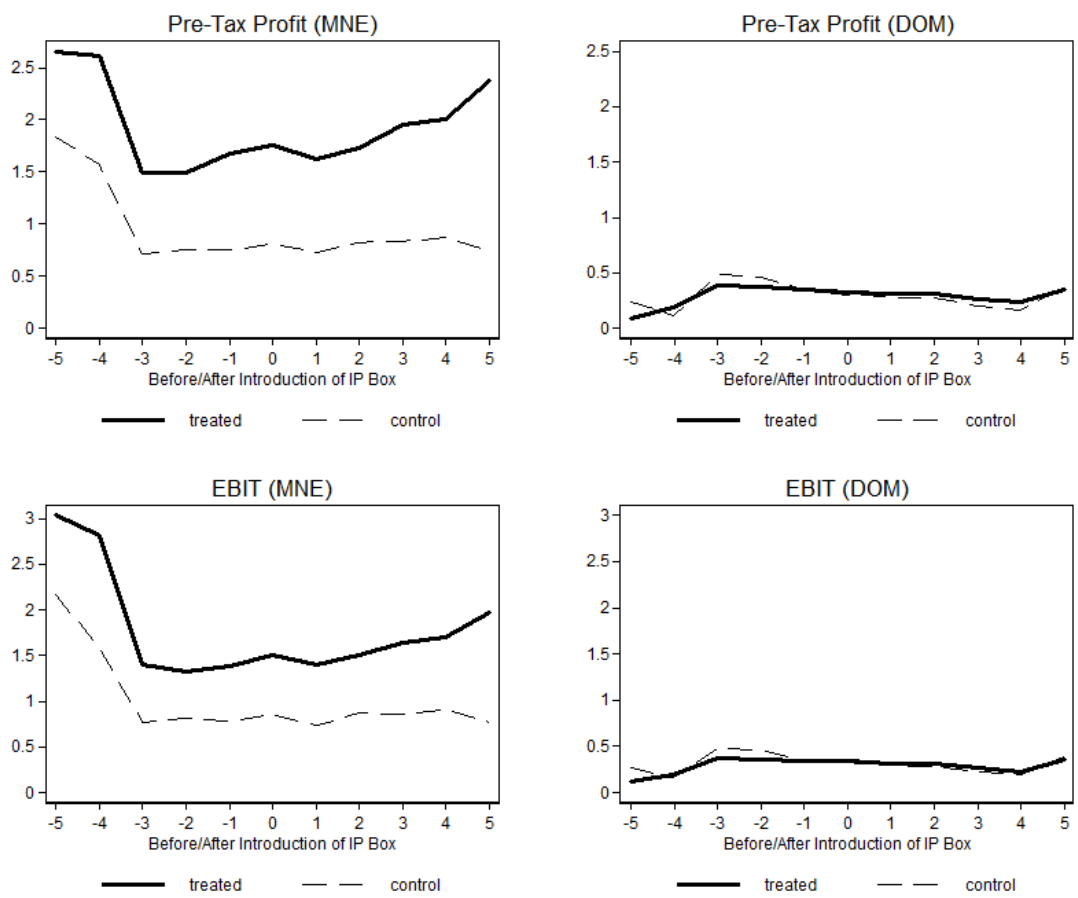 Pre-Tax Profit (MNE)
2.5
2
1.5
1
0.5
0
-5 -4 -3 -2 -1 0 1 2 3 4 5
Before/After Introduction of IP Box
treated control
Pre-Tax Profit (DOM)
2.5
2
1.5
1
0.5
0
-5 -4 -3 -2 -1 0 1 2 3 4 5
Before/After Introduction of IP Box
treated control
EBIT (MNE)
3
2.5
2
1.5
1
0.5
0
-5 -4 -3 -2 -1 0 1 2 3 4 5
Before/After Introduction of IP Box
treated control
EBIT (DOM)
3
2.5
2
1.5
1
0.5
0
-5 -4 -3 -2 -1 0 1 2 3 4 5
Before/After Introduction of IP Box
treated control